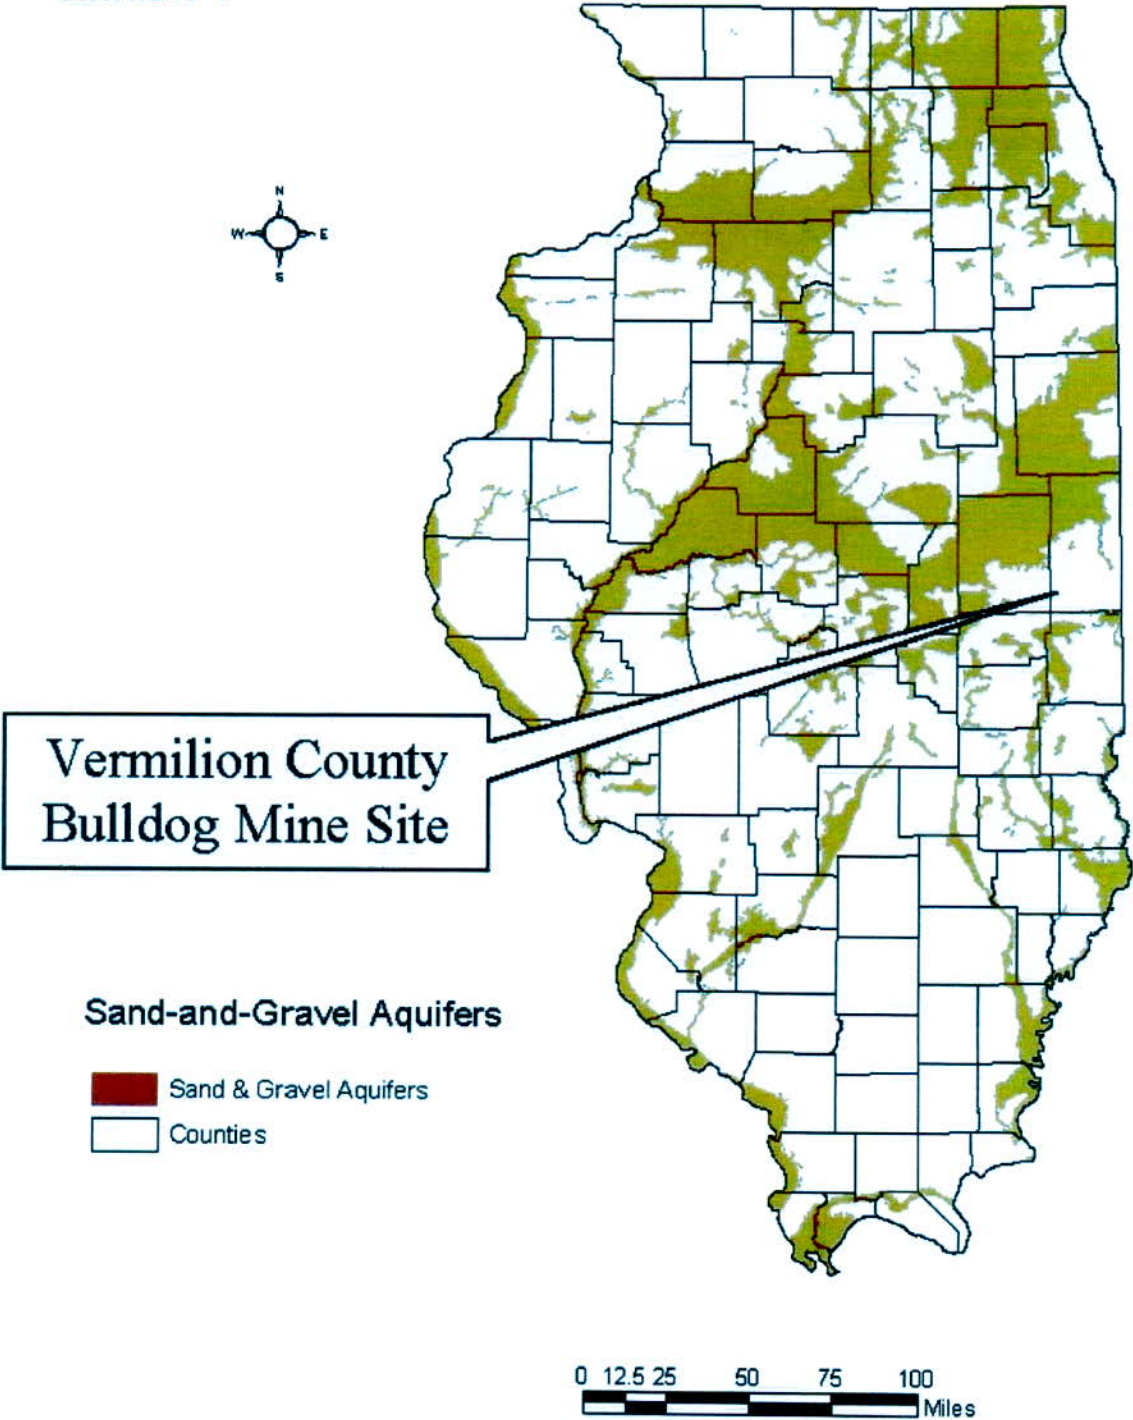 N
W E
S
Vermilion County
Bulldog Mine Site
Sand-and-Gravel Aquifers
Sand & Gravel Aquifers
Counties
0 12.5 25 50 75 100
Miles